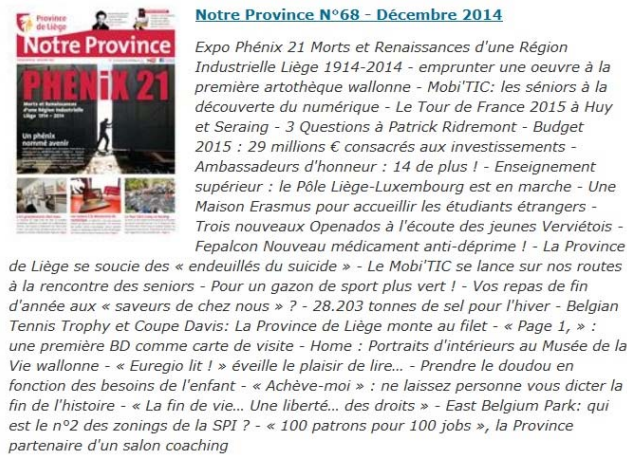 Province
de Liège
Notre Province
PHÉNIX 21
Morts et Renaissances
d'une Région Industrielle
Liège 1914 - 2014
Un phénix
nommé avenir
Notre Province N°68 - Décembre 2014
Expo Phénix 21 Morts et Renaissances d'une Région
Industrielle Liège 1914-2014 - emprunter une oeuvre à la
première artothèque wallonne - Mobi'TIC: les séniors à la
découverte du numérique - Le Tour de France 2015 à Huy
et Seraing - 3 Questions à Patrick Ridremont - Budget
2015 : 29 millions € consacrés aux investissements -
Ambassadeurs d'honneur : 14 de plus ! - Enseignement
supérieur : le Pôle Liège-Luxembourg est en marche - Une
Maison Erasmus pour accueillir les étudiants étrangers -
Trois nouveaux Openados à l'écoute des jeunes Verviétois -
Fepalcon Nouveau médicament anti-déprime ! - La Province
de Liège se soucie des « endeuillés du suicide » - Le Mobi'TIC se lance sur nos routes
à la rencontre des seniors - Pour un gazon de sport plus vert ! - Vos repas de fin
d'année aux « saveurs de chez nous » ? - 28.203 tonnes de sel pour l'hiver - Belgian
Tennis Trophy et Coupe Davis: La Province de Liège monte au filet - « Page 1, » :
une première BD comme carte de visite - Home : Portraits d'intérieurs au Musée de la
Vie wallonne - « Euregio lit ! » éveille le plaisir de lire... - Prendre le doudou en
fonction des besoins de l'enfant - « Achève-moi » : ne laissez personne vous dicter la
fin de l'histoire - « La fin de vie... Une liberté... des droits » - East Belgium Park: qui
est le n°2 des zonings de la SPI ? - « 100 patrons pour 100 jobs », la Province
partenaire d'un salon coaching